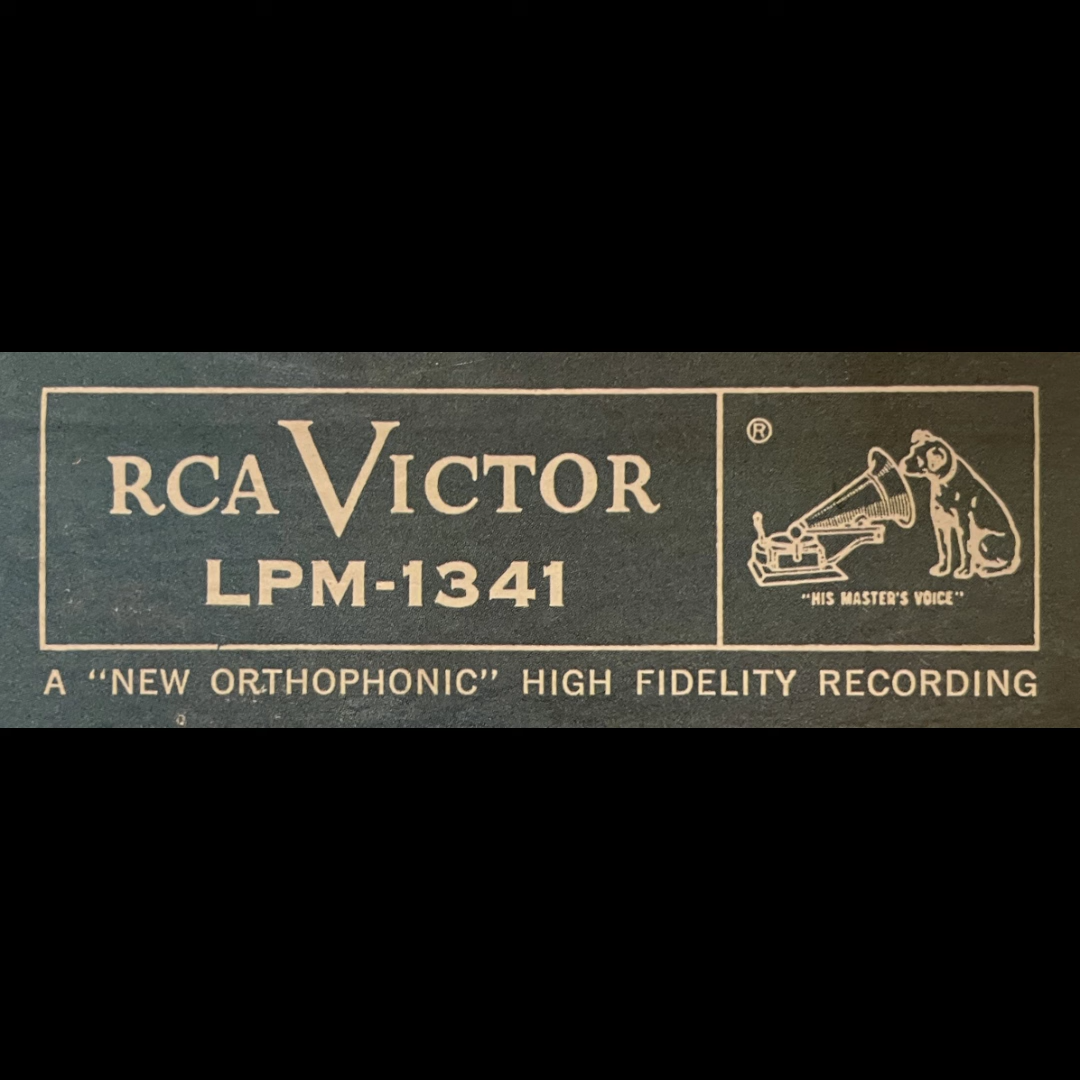 RCA VICTOR
LPM-1341
®
"HIS MASTER'S VOICE"
A "NEW ORTHOPHONIC" HIGH FIDELITY RECORDING